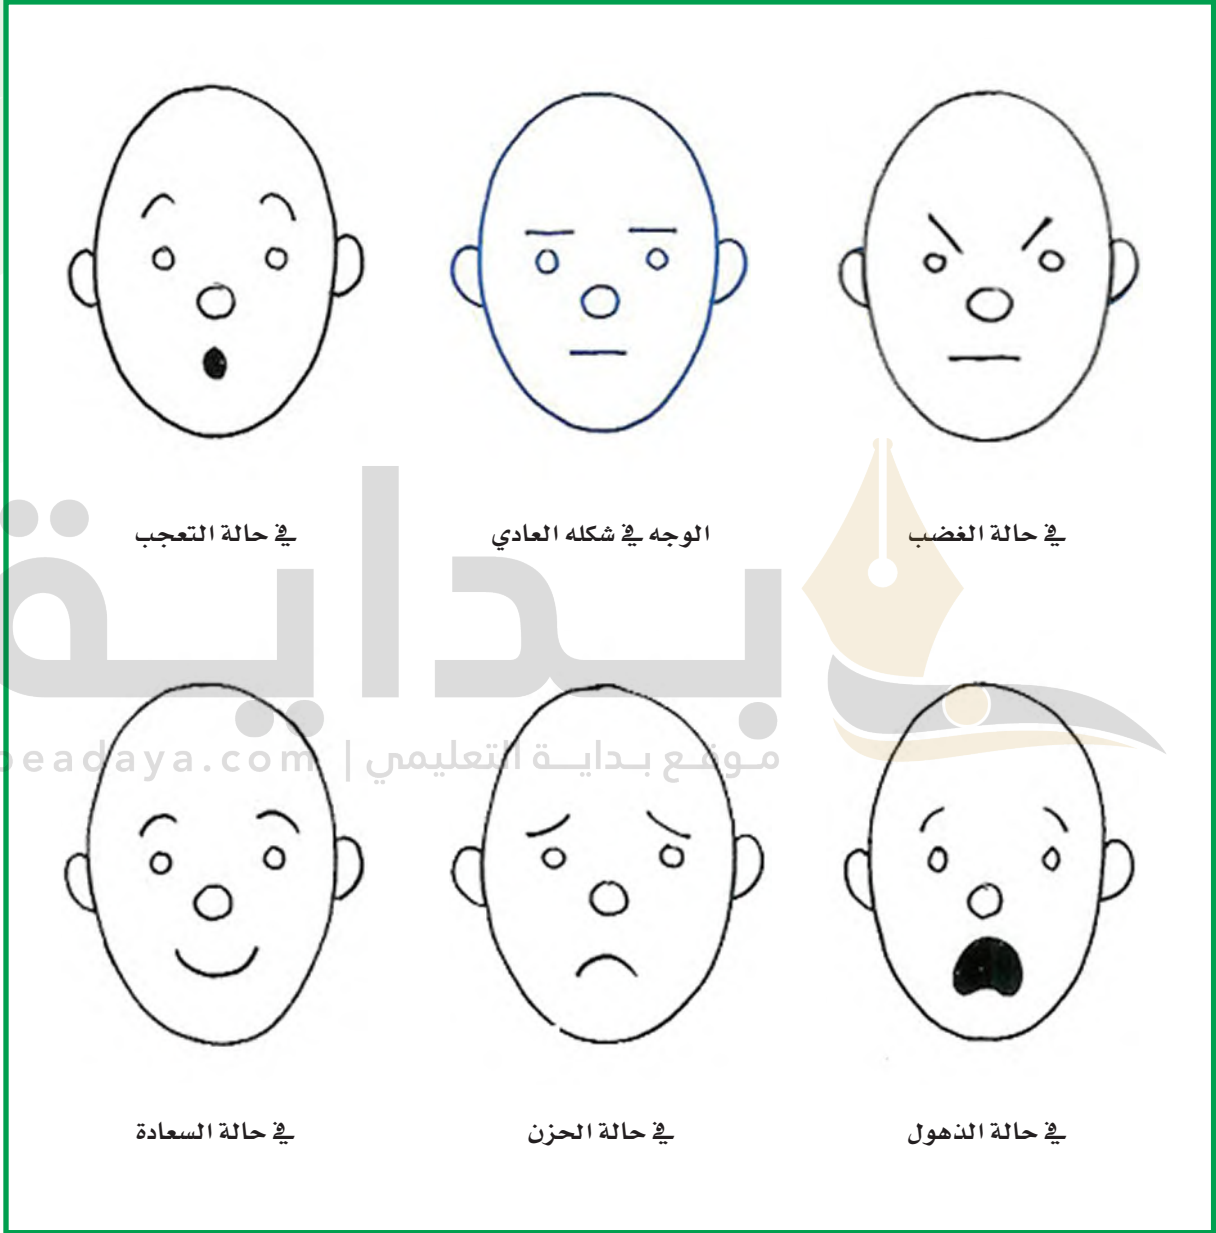 في حالة الغضب
الوجه في شكله العادي
في حالة التعجب
بداية
موقع بداية التعليمي | beadaya.com
في حالة الذهول
في حالة الحزن
في حالة السعادة